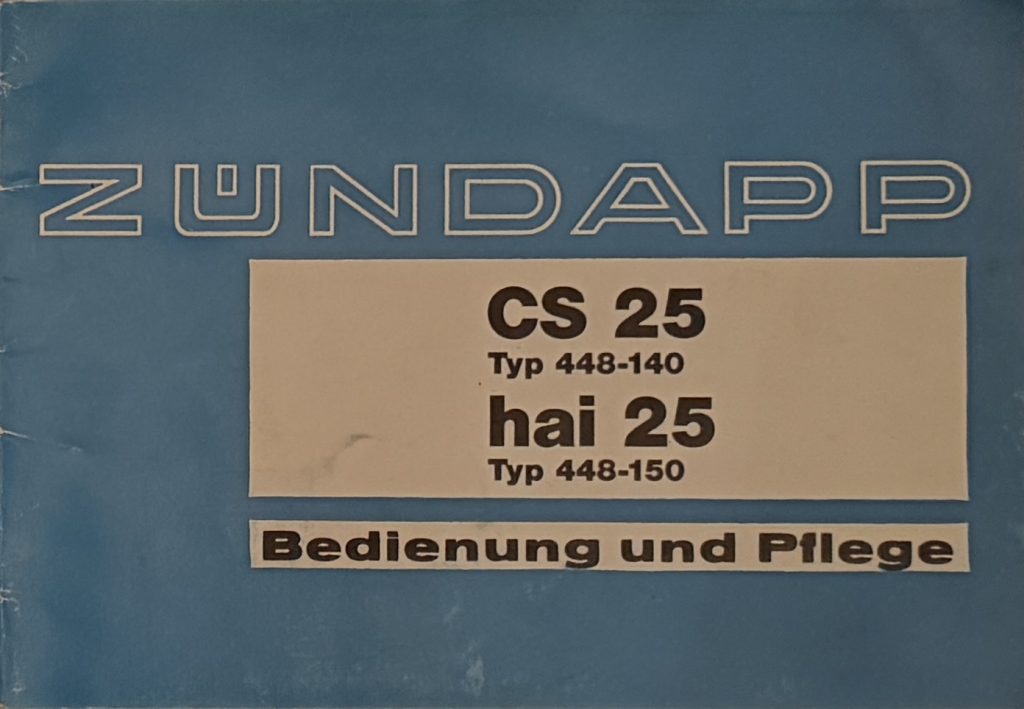 ZÜNDAPP
CS 25
Typ 448-140
hai 25
Typ 448-150
Bedienung und Pflege